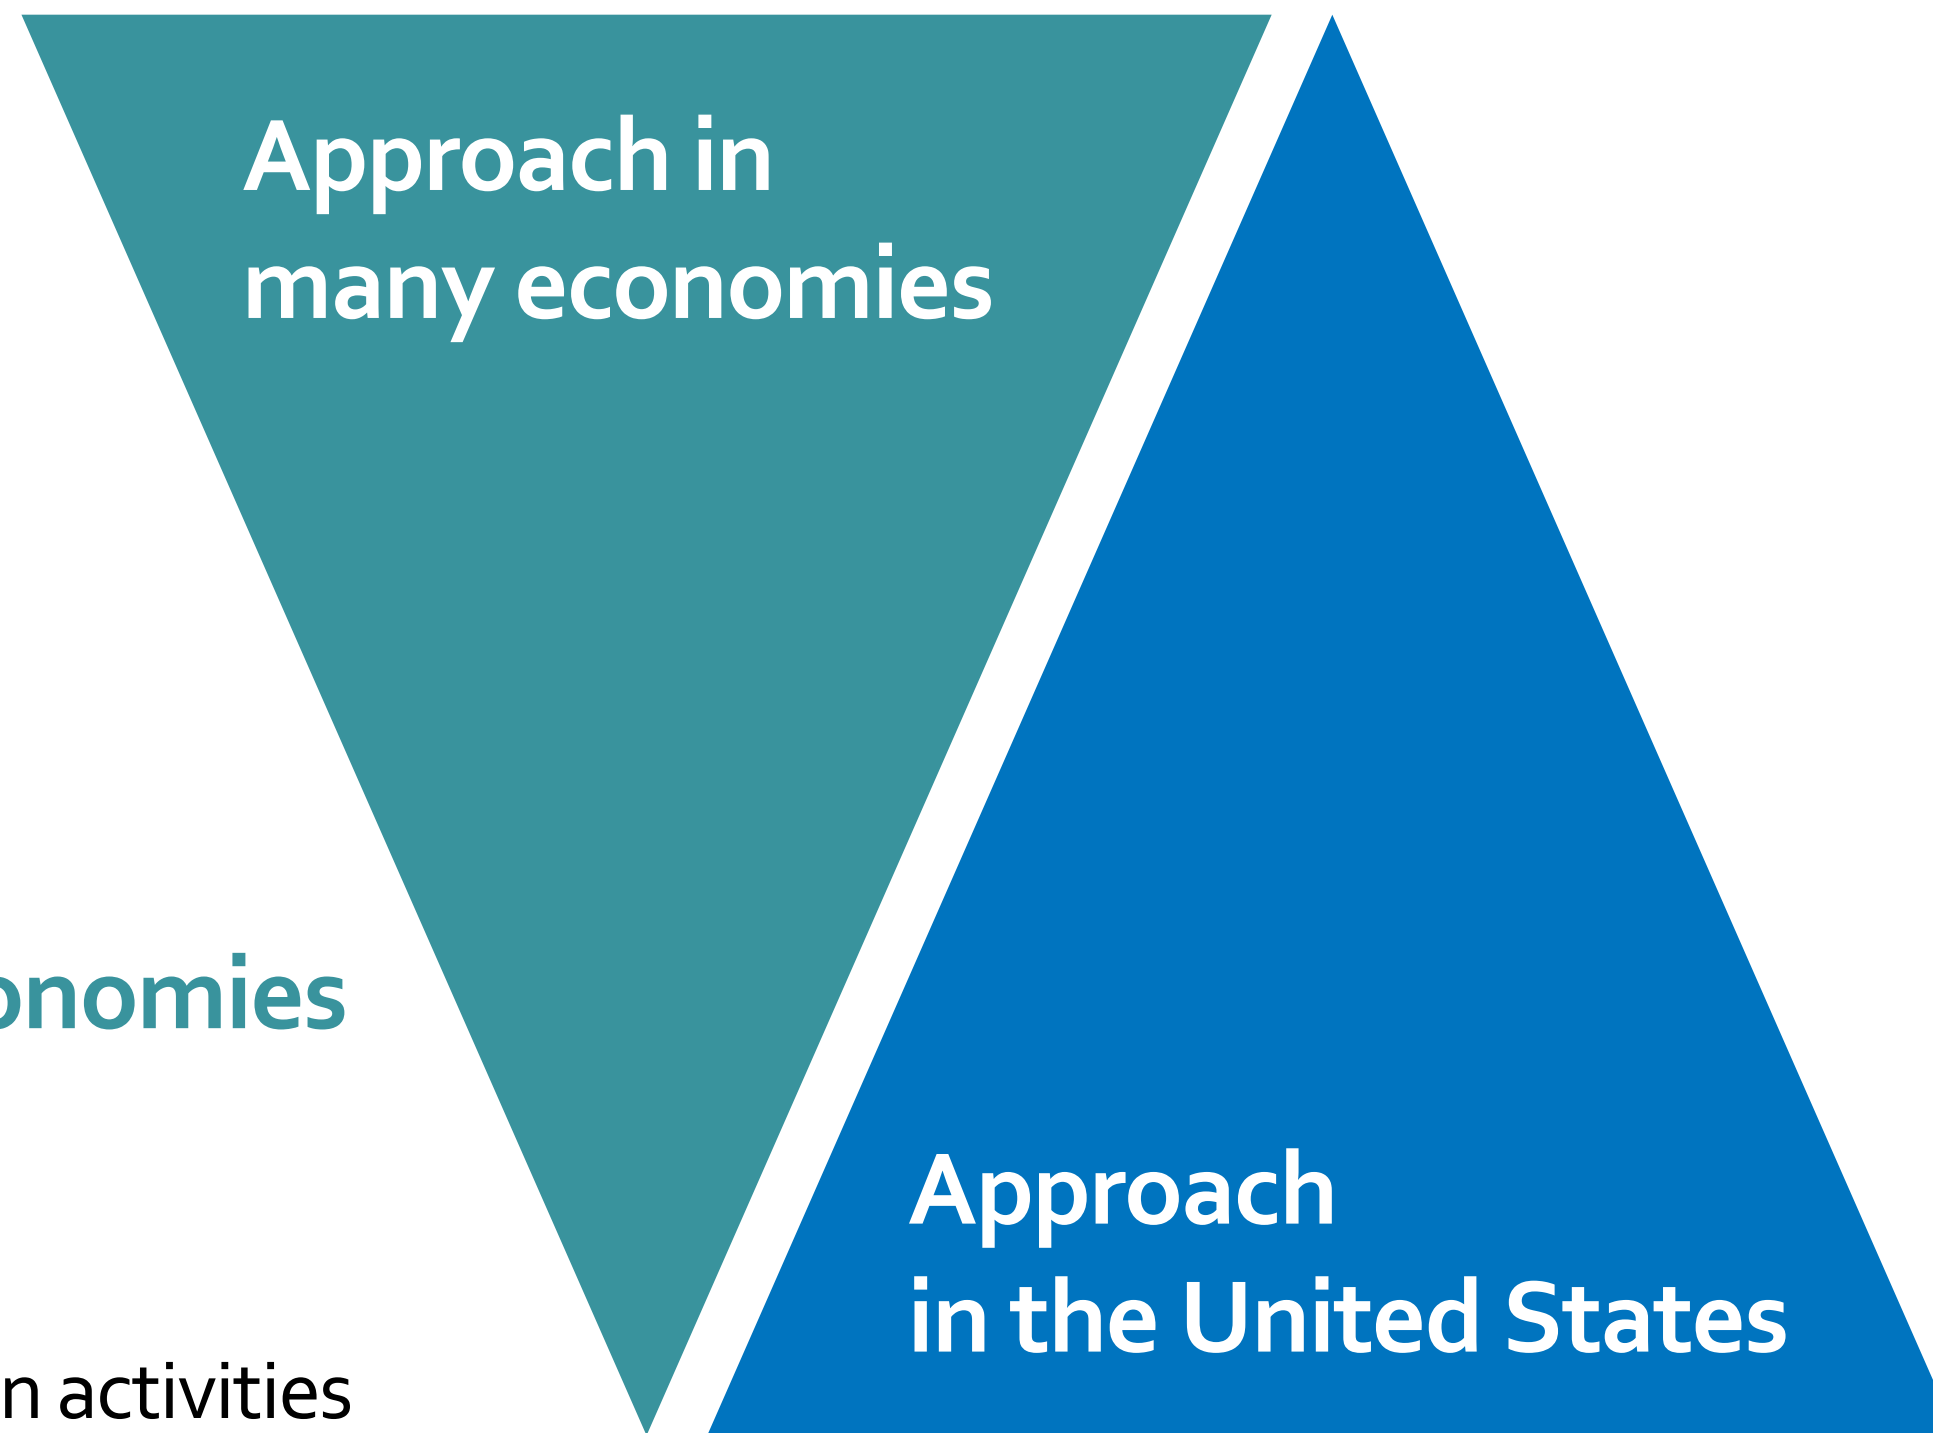 Approach in
many economies
onomies
Approach
in the United States
n activities